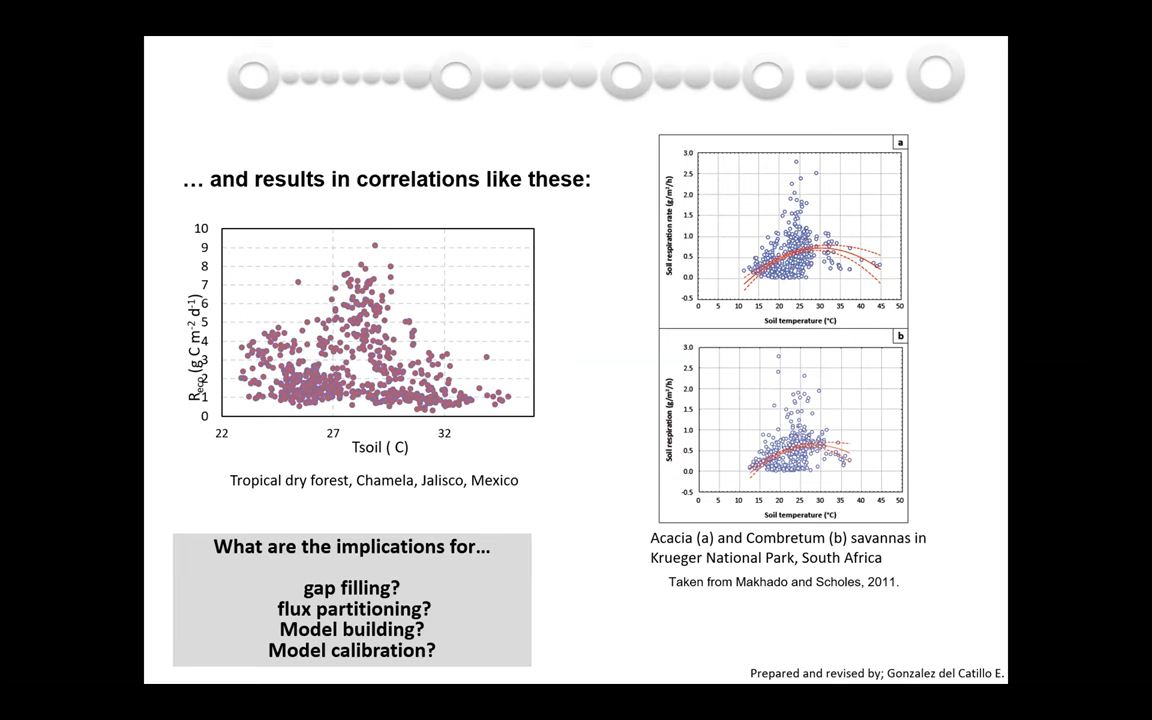 … and results in correlations like these:
10
9
8
7
6
5
4
3
2
1
0
Reco (g C m-2 d-1)
22 27 32
Tsoil ( C)
Tropical dry forest, Chamela, Jalisco, Mexico
What are the implications for...
gap filling?
flux partitioning?
Model building?
Model calibration?
a
3.0
2.5
2.0
1.5
1.0
0.5
0.0
-0.5
Soil respiration rate (g/m²/h)
0 5 10 15 20 25 30 35 40 45 50
Soil temperature (°C)
b
3.0
2.5
2.0
1.5
1.0
0.5
0.0
-0.5
Soil respiration (g/m²/h)
0 5 10 15 20 25 30 35 40 45 50
Soil temperature (°C)
Acacia (a) and Combretum (b) savannas in
Krueger National Park, South Africa
Taken from Makhado and Scholes, 2011.
Prepared and revised by; Gonzalez del Catillo E.